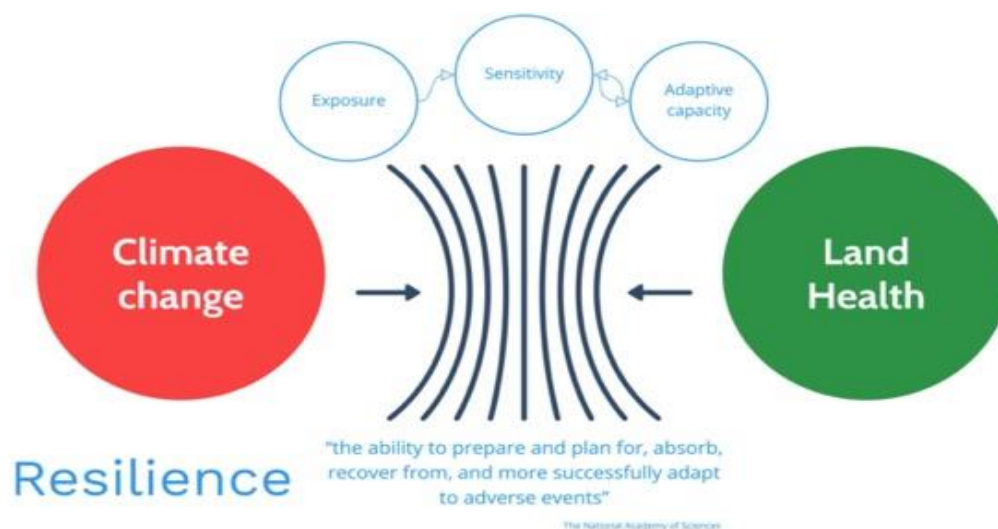 Exposure
Sensitivity
Adaptive
capacity
Climate
change
Land
Health
Resilience
"the ability to prepare and plan for, absorb,
recover from, and more successfully adapt
to adverse events"
The National Academy of Sciences